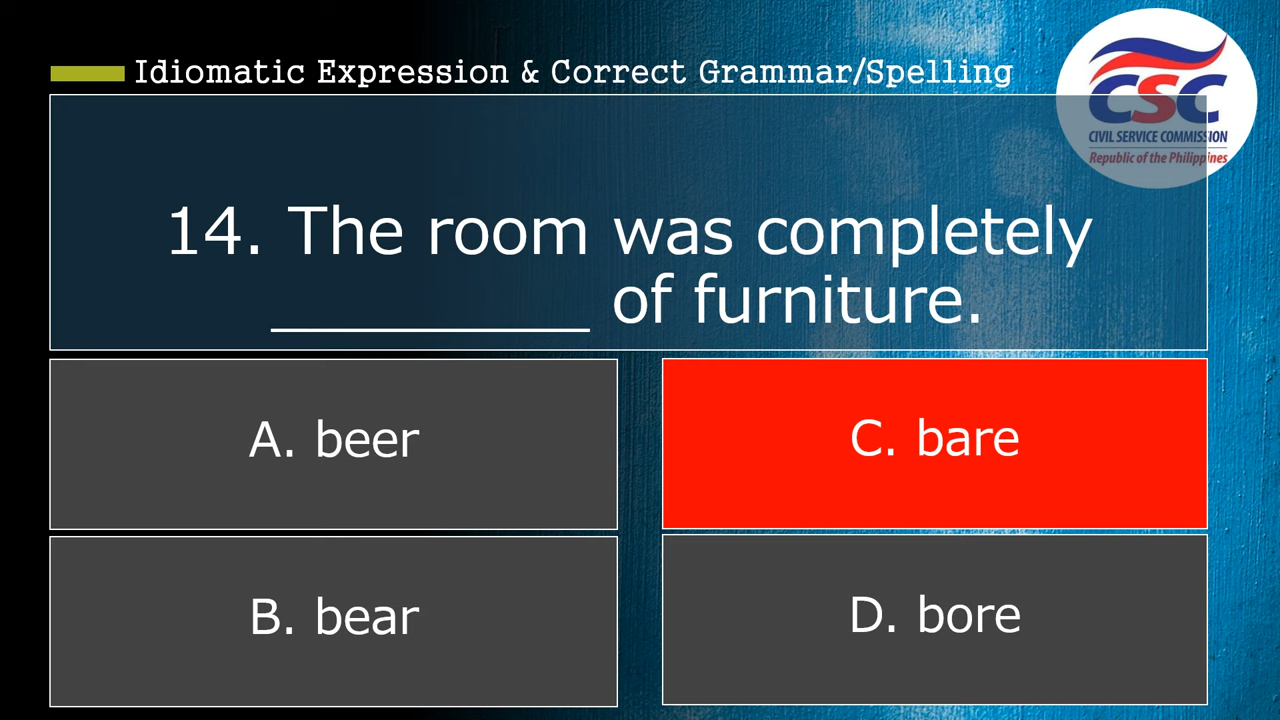 Idiomatic Expression & Correct Grammar/Spelling
CSC
CIVIL SERVICE COMMISSION
Republic of the Philippines
14. The room was completely
__________ of furniture.
A. beer
C. bare
B. bear
D. bore